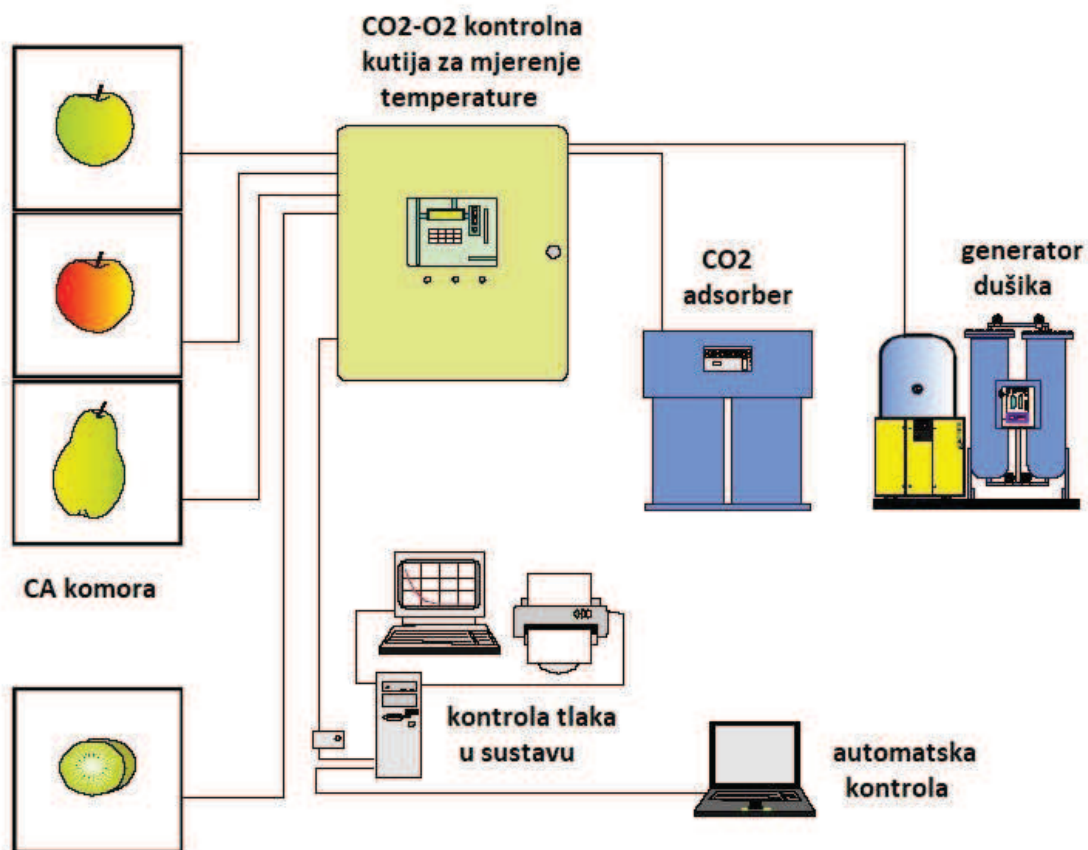 CO2-O2 kontrolna
kutija za mjerenje
temperature
CO2
adsorber
generator
dušika
CA komora
kontrola tlaka
u sustavu
automatska
kontrola